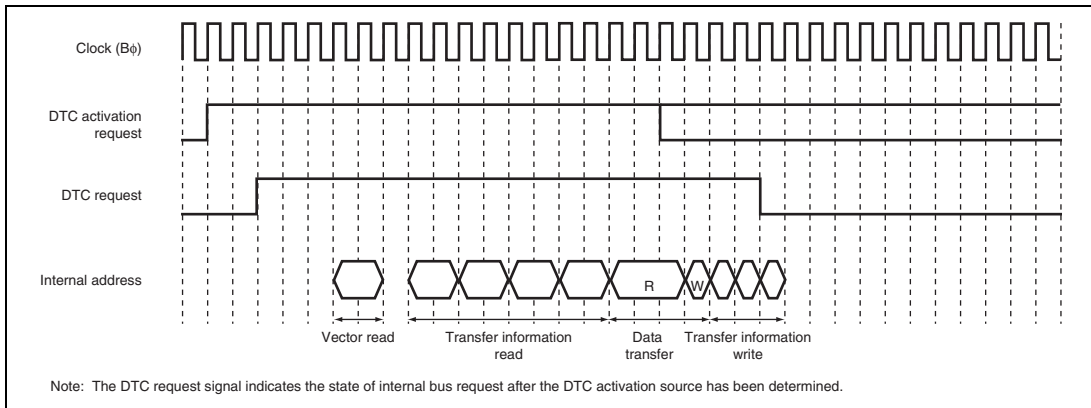 Clock (Bϕ)
DTC activation
request
DTC request
Internal address
R
W
Vector read
Transfer information
read
Data
transfer
Transfer information
write
Note: The DTC request signal indicates the state of internal bus request after the DTC activation source has been determined.